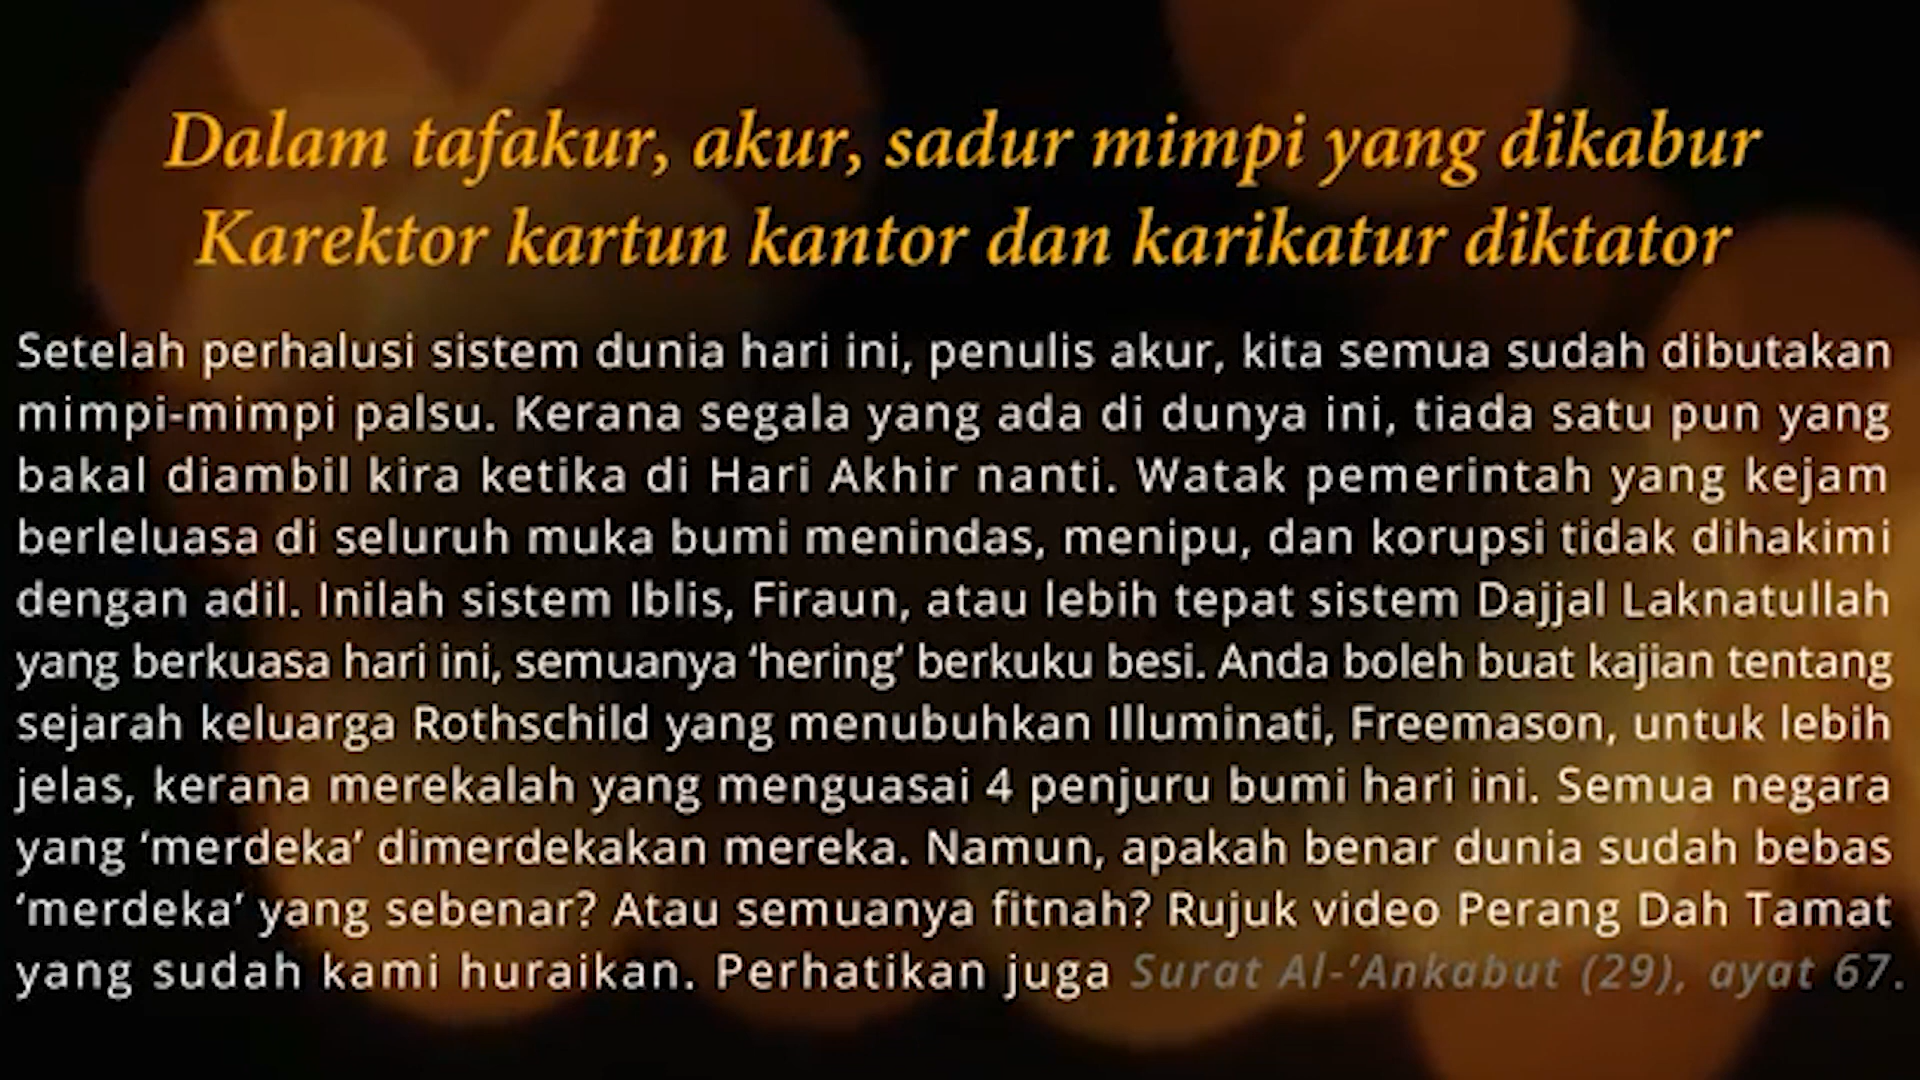 Dalam tafakur, akur, sadur mimpi yang dikabur
Karektor kartun kantor dan karikatur diktator
Setelah perhalusi sistem dunia hari ini, penulis akur, kita semua sudah dibutakan
mimpi-mimpi palsu. Kerana segala yang ada di dunya ini, tiada satu pun yang
bakal diambil kira ketika di Hari Akhir nanti. Watak pemerintah yang kejam
berleluasa di seluruh muka bumi menindas, menipu, dan korupsi tidak dihakimi
dengan adil. Inilah sistem Iblis, Firaun, atau lebih tepat sistem Dajjal Laknatullah
yang berkuasa hari ini, semuanya ‘hering’ berkuku besi. Anda boleh buat kajian tentang
sejarah keluarga Rothschild yang menubuhkan Illuminati, Freemason, untuk lebih
jelas, kerana merekalah yang menguasai 4 penjuru bumi hari ini. Semua negara
yang ‘merdeka’ dimerdekakan mereka. Namun, apakah benar dunia sudah bebas
‘merdeka’ yang sebenar? Atau semuanya fitnah? Rujuk video Perang Dah Tamat
yang sudah kami huraikan. Perhatikan juga Surat Al-‘Ankabut (29), ayat 67.